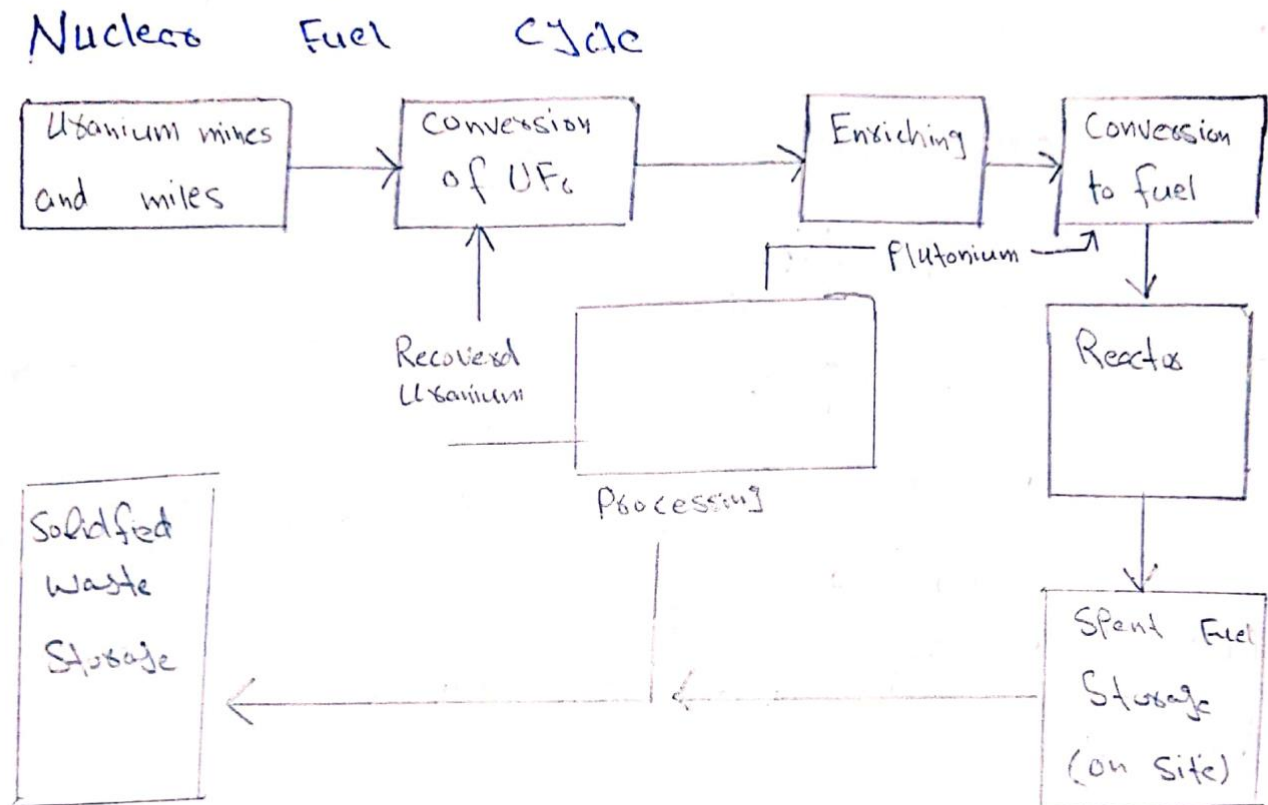 Nuclear Fuel Cycle
Uranium mines
and miles
Conversion
of UF6
Enriching
Conversion
to fuel
Plutonium
Recoverd
Uranium
Reactor
Processing
Solidfied
Waste
Storage
Spent Fuel
Storage
(on Site)